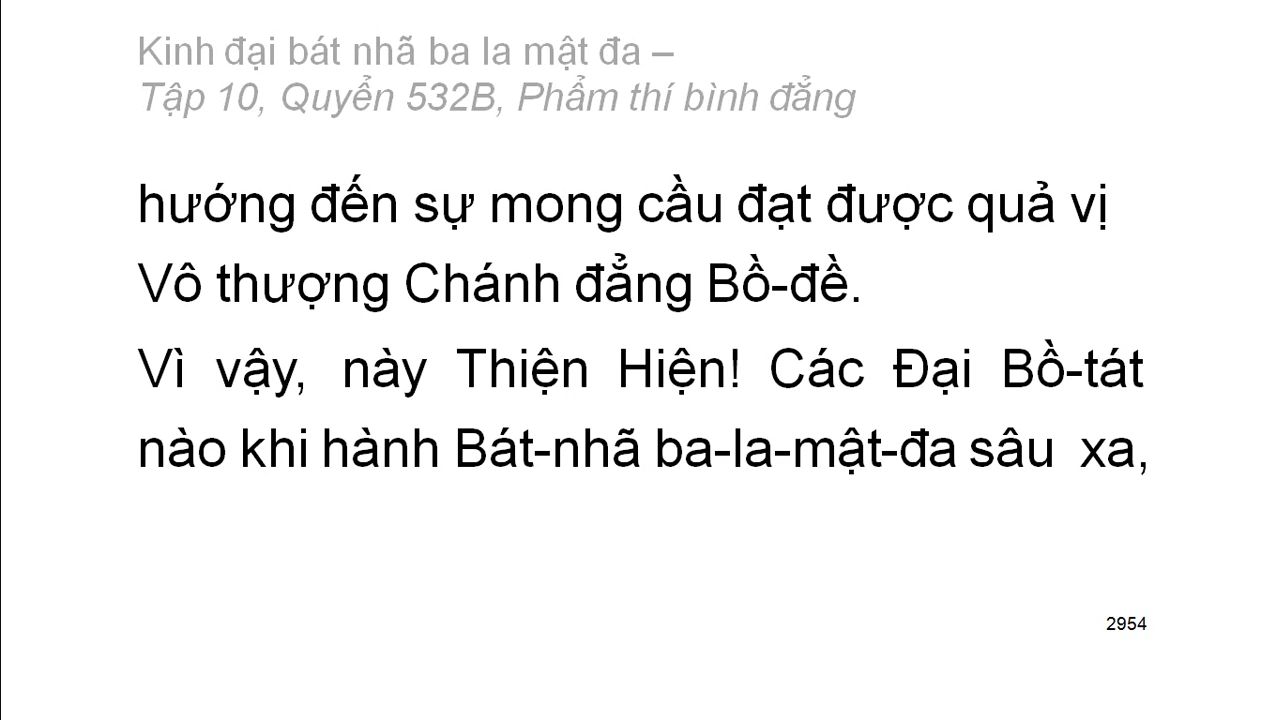 Kinh đại bát nhã ba la mật đa –
Tập 10, Quyển 532B, Phẩm thí bình đẳng
hướng đến sự mong cầu đạt được quả vị
Vô thượng Chánh đẳng Bồ-đề.
Vì vậy, này Thiện Hiện! Các Đại Bồ-tát
nào khi hành Bát-nhã ba-la-mật-đa sâu xa,
2954